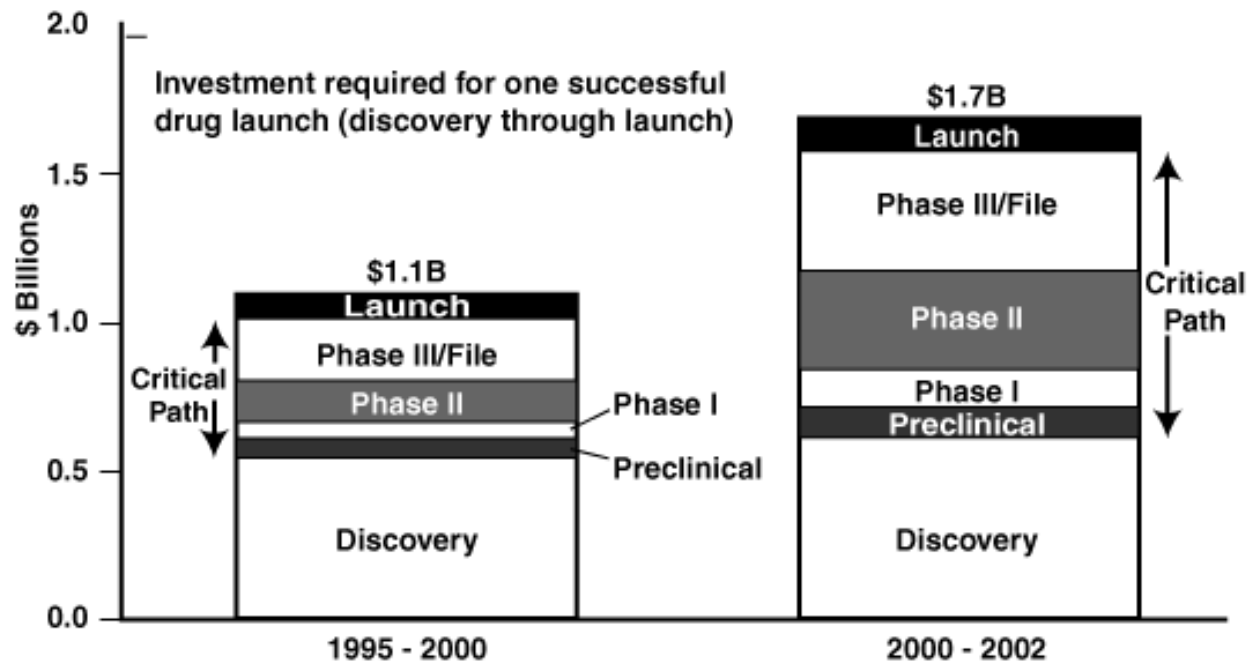 2.0
Investment required for one successful
drug launch (discovery through launch)
$1.7B
Launch
1.5
Phase III/File
$ Billions
$1.1B
Critical
Path
Launch
1.0
Phase II
Phase III/File
Critical
Path
Phase I
Phase II
Phase I
Preclinical
Preclinical
0.5
Discovery
Discovery
0.0
1995 - 2000
2000 - 2002